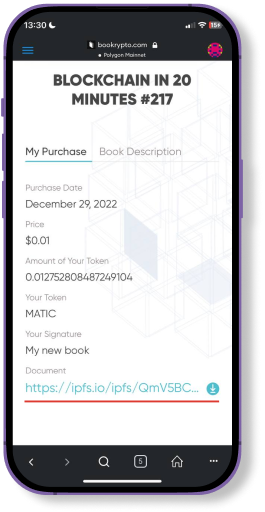 13:30
15
bookrypto.com
Polygon Mainnet
BLOCKCHAIN IN 20
MINUTES #217
My Purchase Book Description
Purchase Date
December 29, 2022
Price
$0.01
Amount of Your Token
0.012752808487249104
Your Token
MATIC
Your Signature
My new book
Document
https://ipfs.io/ipfs/QmV5BC...
5